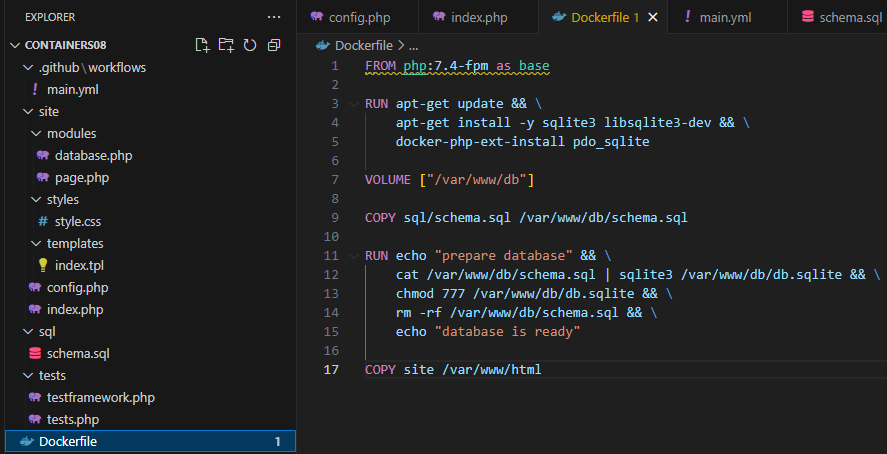 EXPLORER
CONTAINERS08
.github\workflows
main.yml
site
modules
database.php
page.php
styles
style.css
templates
index.tpl
config.php
index.php
sql
schema.sql
tests
testframework.php
tests.php
Dockerfile 1
config.php index.php Dockerfile 1 main.yml schema.sql
Dockerfile > ...
1 FROM php:7.4-fpm as base
2
3 RUN apt-get update && \
4 apt-get install -y sqlite3 libsqlite3-dev && \
5 docker-php-ext-install pdo_sqlite
6
7 VOLUME ["/var/www/db"]
8
9 COPY sql/schema.sql /var/www/db/schema.sql
10
11 RUN echo "prepare database" && \
12 cat /var/www/db/schema.sql | sqlite3 /var/www/db/db.sqlite && \
13 chmod 777 /var/www/db/db.sqlite && \
14 rm -rf /var/www/db/schema.sql && \
15 echo "database is ready"
16
17 COPY site /var/www/html